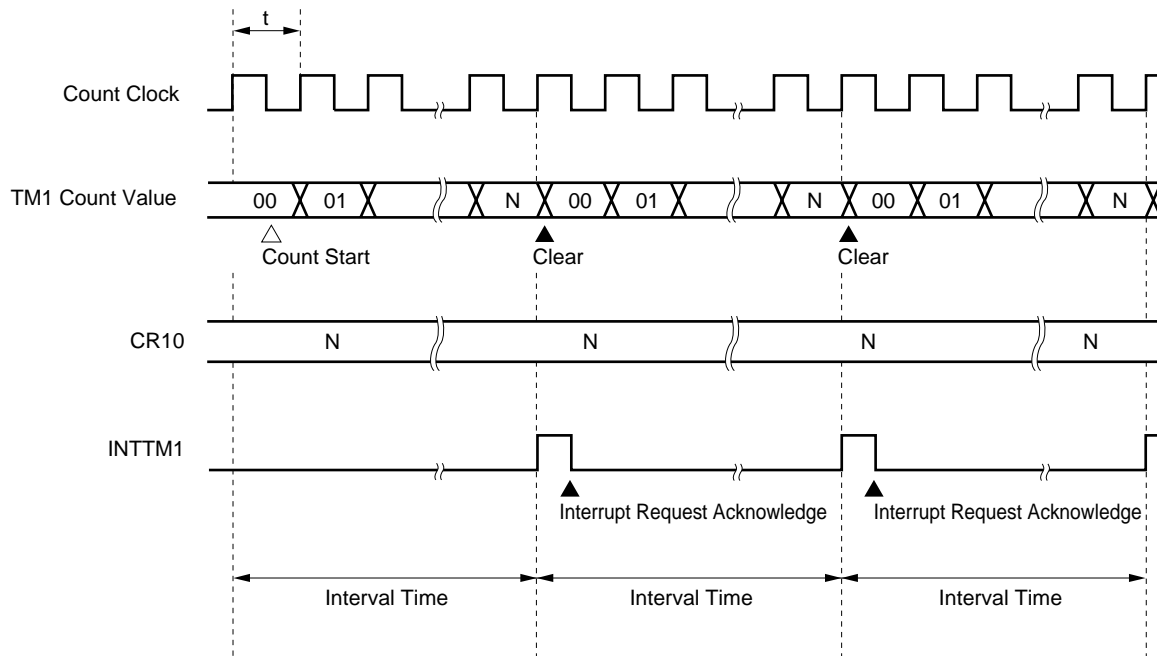 t
Count Clock
TM1 Count Value 00 01 N 00 01 N 00 01 N
Count Start Clear Clear
CR10 N N N N
INTTM1
Interrupt Request Acknowledge Interrupt Request Acknowledge
Interval Time Interval Time Interval Time